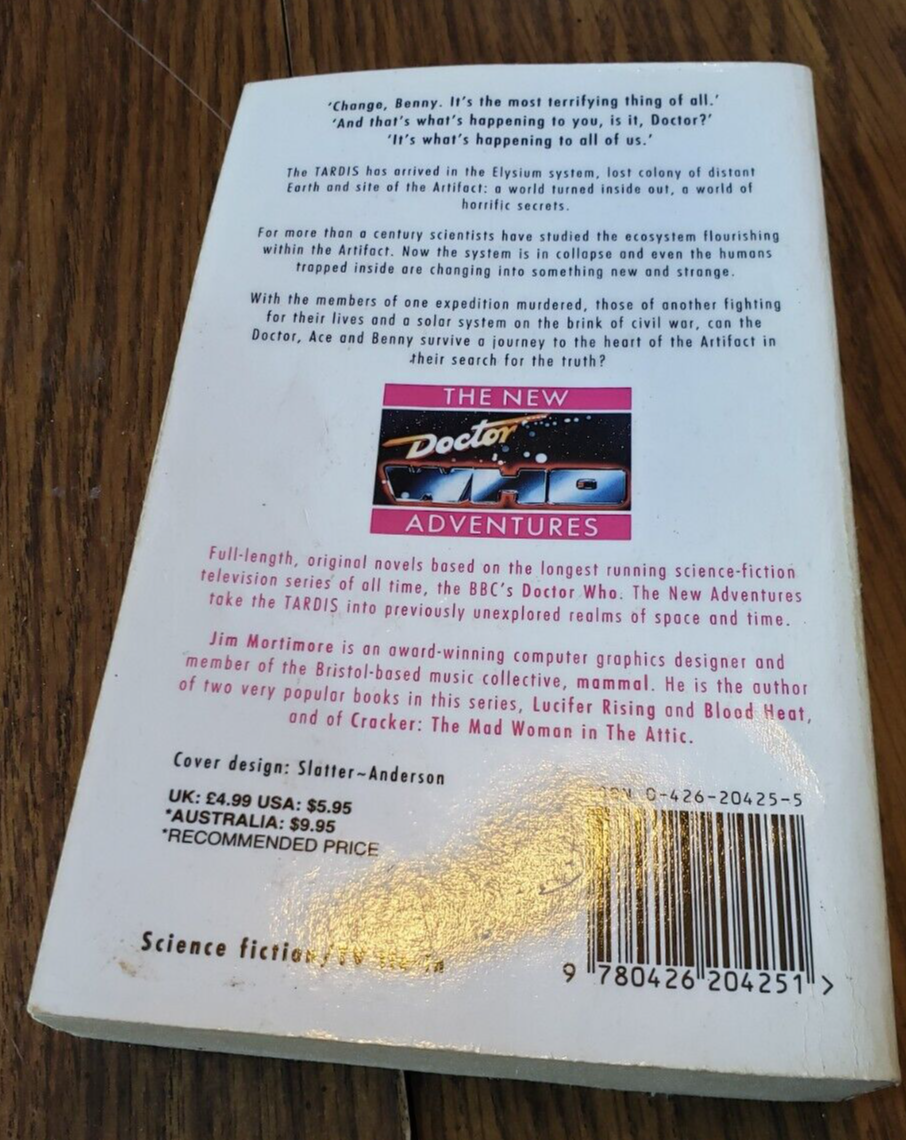 'Change, Benny. It's the most terrifying thing of all.'
'And that's what's happening to you, is it, Doctor?'
'It's what's happening to all of us.'
The TARDIS has arrived in the Elysium system, lost colony of distant
Earth and site of the Artifact: a world turned inside out, a world of
horrific secrets.
For more than a century scientists have studied the ecosystem flourishing
within the Artifact. Now the system is in collapse and even the humans
trapped inside are changing into something new and strange.
With the members of one expedition murdered, those of another fighting
for their lives and a solar system on the brink of civil war, can the
Doctor, Ace and Benny survive a journey to the heart of the Artifact in
their search for the truth?
THE NEW
Doctor
WHO
ADVENTURES
Full-length, original novels based on the longest running science-fiction
television series of all time, the BBC's Doctor Who. The New Adventures
take the TARDIS into previously unexplored realms of space and time.
Jim Mortimore is an award-winning computer graphics designer and
member of the Bristol-based music collective, mammal. He is the author
of two very popular books in this series, Lucifer Rising and Blood Heat,
and of Cracker: The Mad Woman in The Attic.
Cover design: Slatter~Anderson
UK: £4.99 USA: $5.95
*AUSTRALIA: $9.95
*RECOMMENDED PRICE
ISBN 0-426-20425-5
Science fiction/TV tie-in
9 780426 204251 >